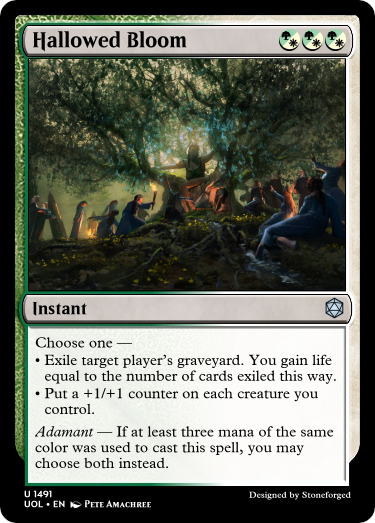 Hallowed Bloom
Instant
Choose one —
• Exile target player's graveyard. You gain life
equal to the number of cards exiled this way.
• Put a +1/+1 counter on each creature you
control.
Adamant — If at least three mana of the same
color was used to cast this spell, you may
choose both instead.
U 1491
UOL • EN Pete Amachree
Designed by Stoneforged